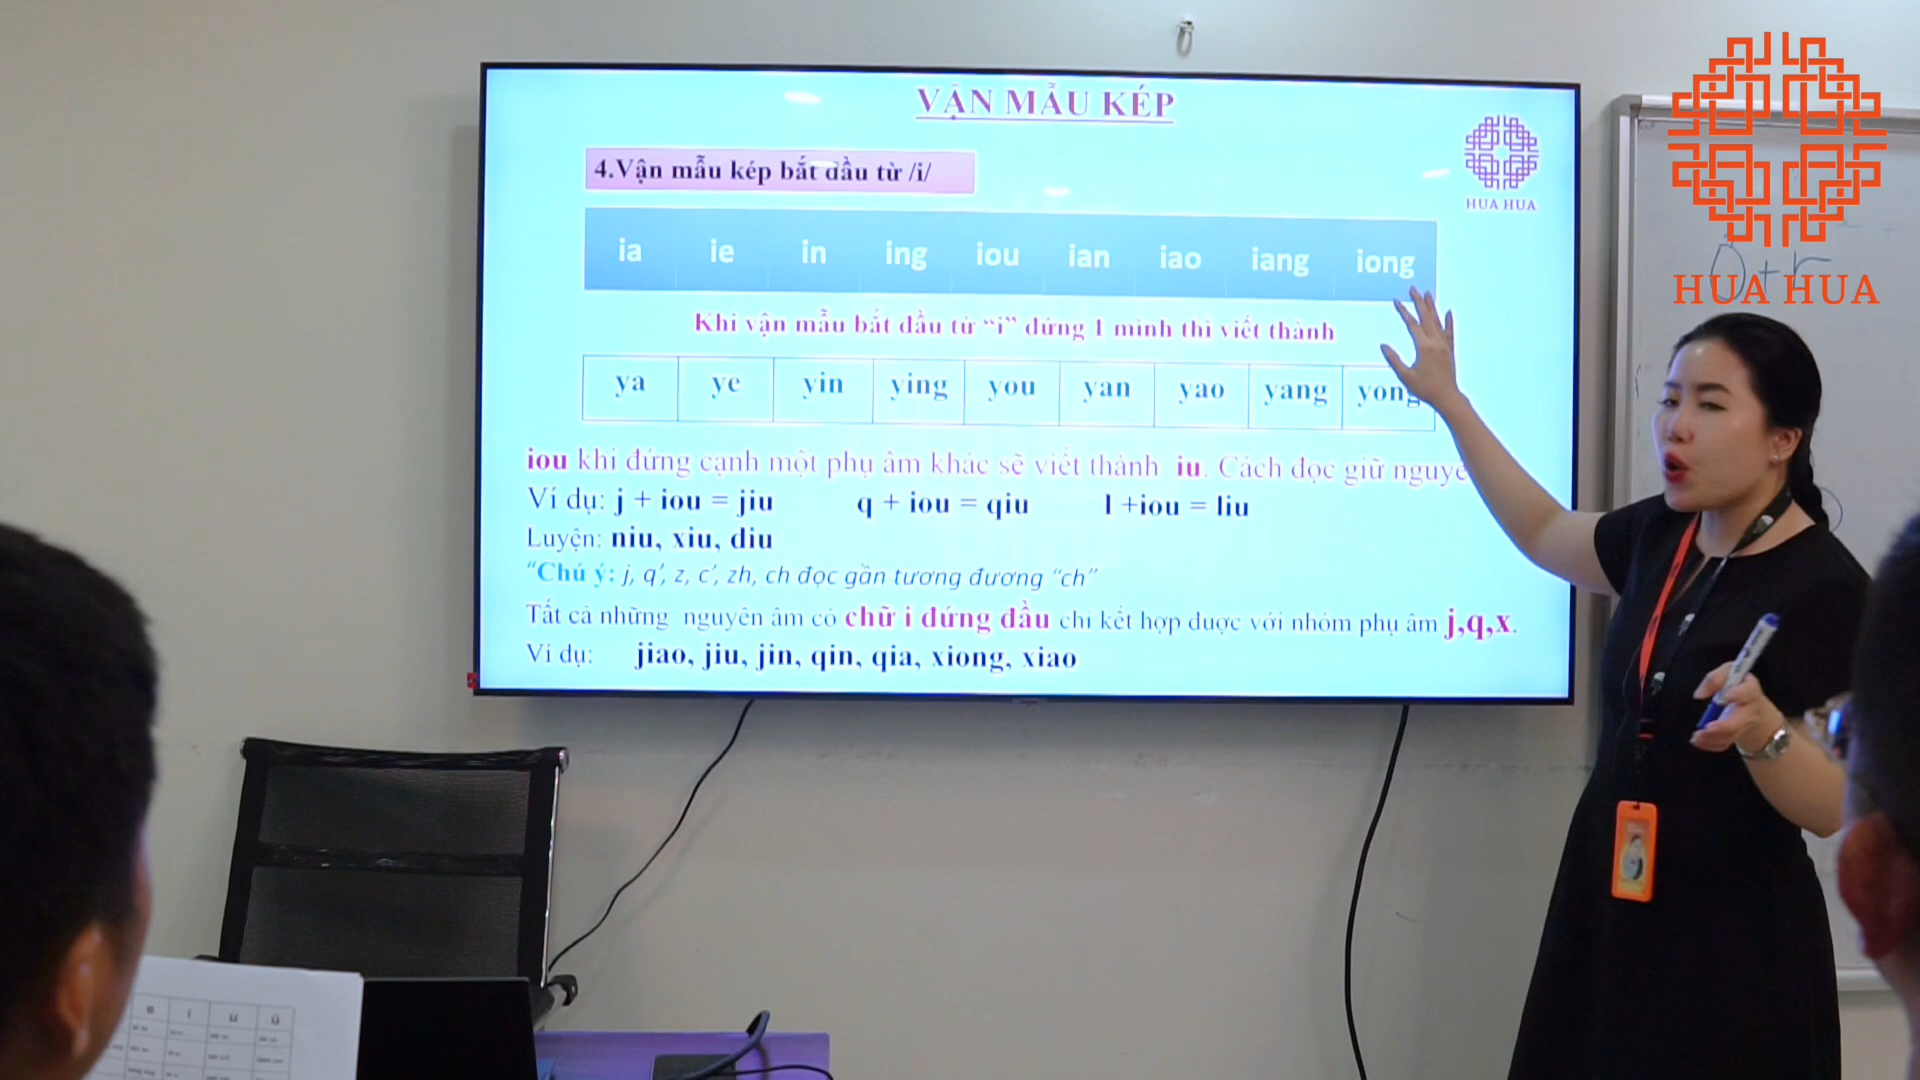 VẬN MẪU KÉP
HUA HUA
4.Vận mẫu kép bắt đầu từ /i/
HUA HUA
ia ie in ing iou ian iao iang iong
Khi vận mẫu bắt đầu từ “i” đứng 1 mình thì viết thành
ya ye yin ying you yan yao yang yong
iou khi đứng cạnh một phụ âm khác sẽ viết thành iu. Cách đọc giữ nguyê
Ví dụ: j + iou = jiu q + iou = qiu l +iou = liu
Luyện: niu, xiu, diu
“Chú ý: j, q’, z, c’, zh, ch đọc gần tương đương “ch”
Tất cả những nguyên âm có chữ i đứng đầu chỉ kết hợp được với nhóm phụ âm j,q,x.
Ví dụ: jiao, jiu, jin, qin, qia, xiong, xiao
e i u ü